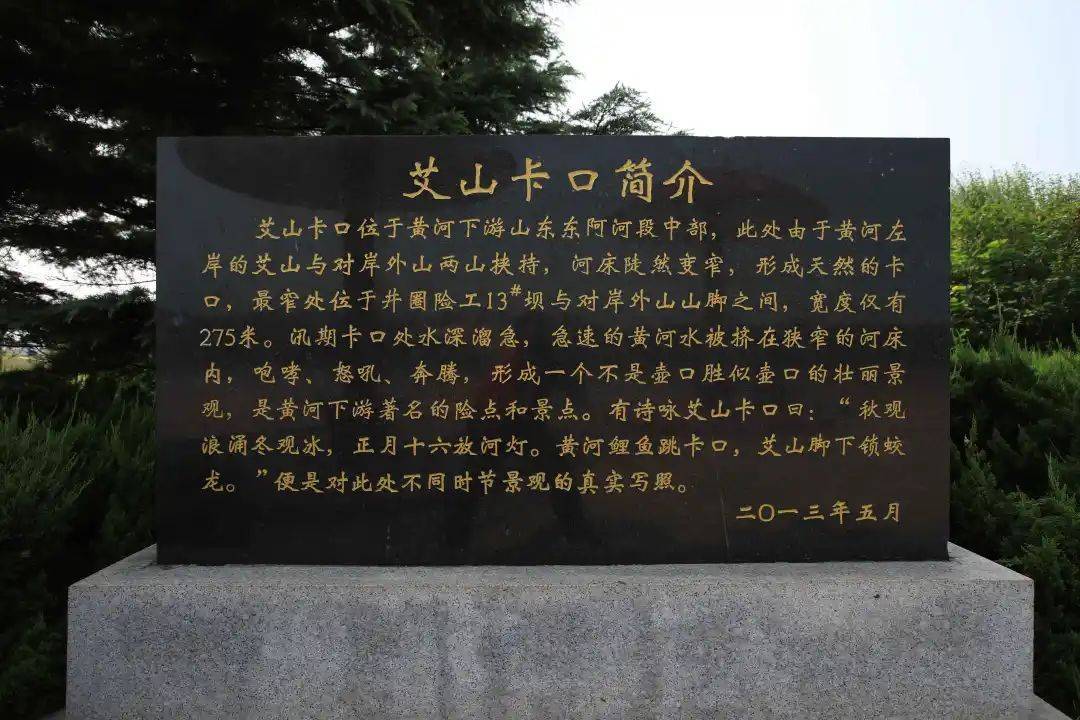 艾山卡口简介
艾山卡口位于黄河下游山东东阿河段中部，此处由于黄河左
岸的艾山与对岸外山两山挟持，河床陡然变窄，形成天然的卡
口，最窄处位于井圈险工13#坝与对岸外山山脚之间，宽度仅有
275米。汛期卡口处水深溜急，急速的黄河水被挤在狭窄的河床
内，咆哮、怒吼、奔腾，形成一个不是壶口胜似壶口的壮丽景
观，是黄河下游著名的险点和景点。有诗咏艾山卡口曰：“秋观
浪涌冬观冰，正月十六放河灯。黄河鲤鱼跳卡口，艾山脚下锁蛟
龙。”便是对此处不同时节景观的真实写照。
二〇一三年五月